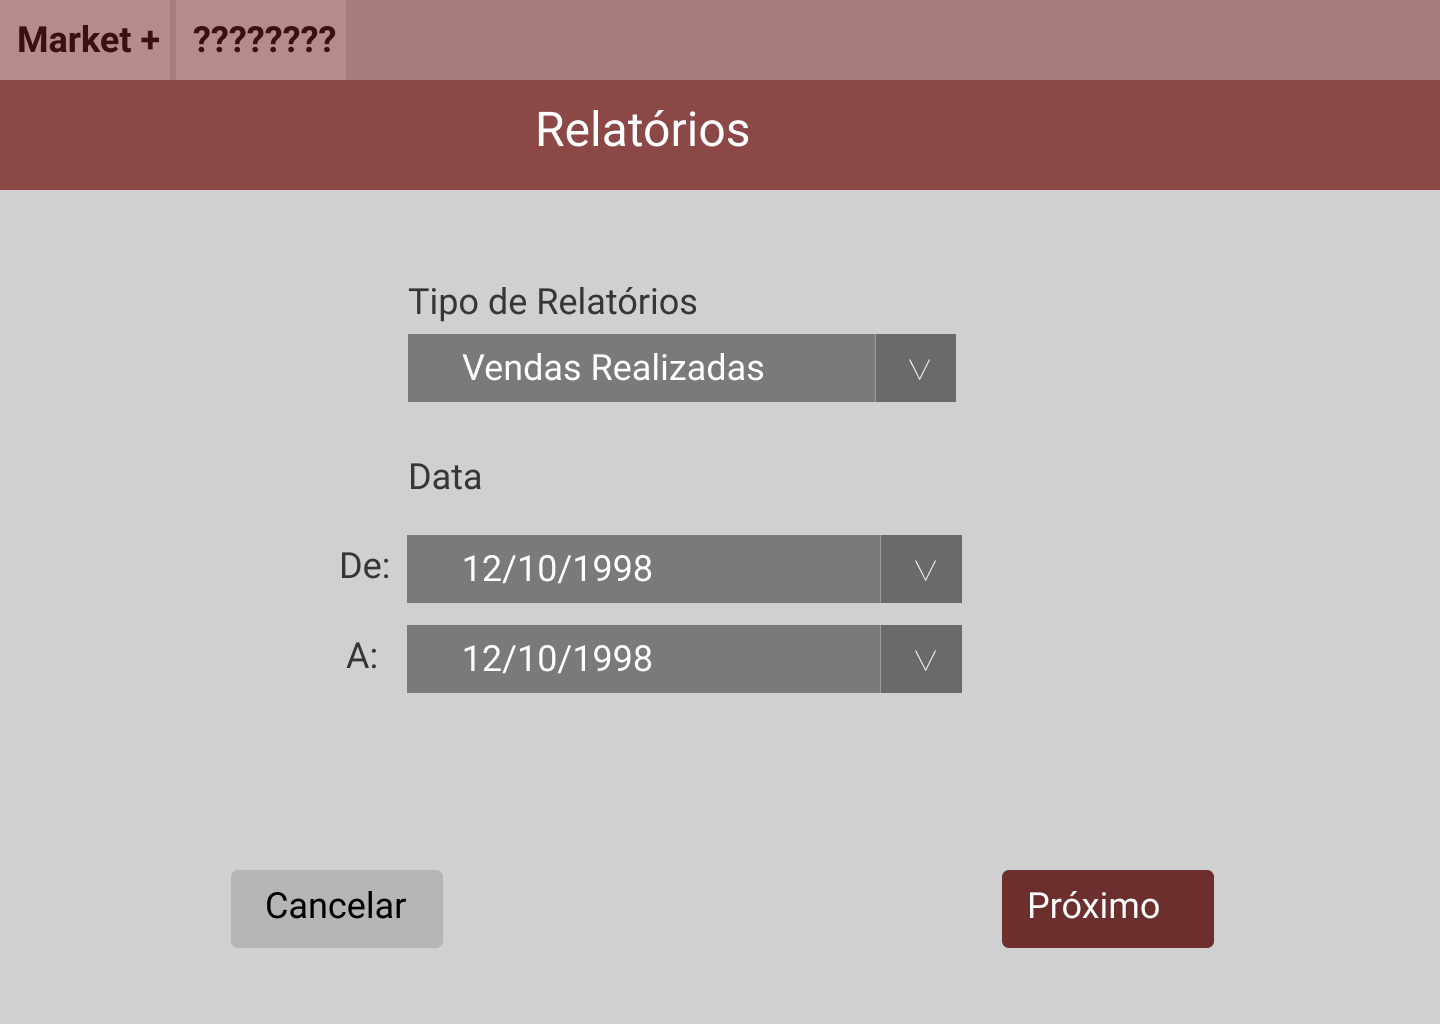 Market + ????????
Relatórios
Tipo de Relatórios
Vendas Realizadas
Data
De: 12/10/1998
A: 12/10/1998
Cancelar Próximo